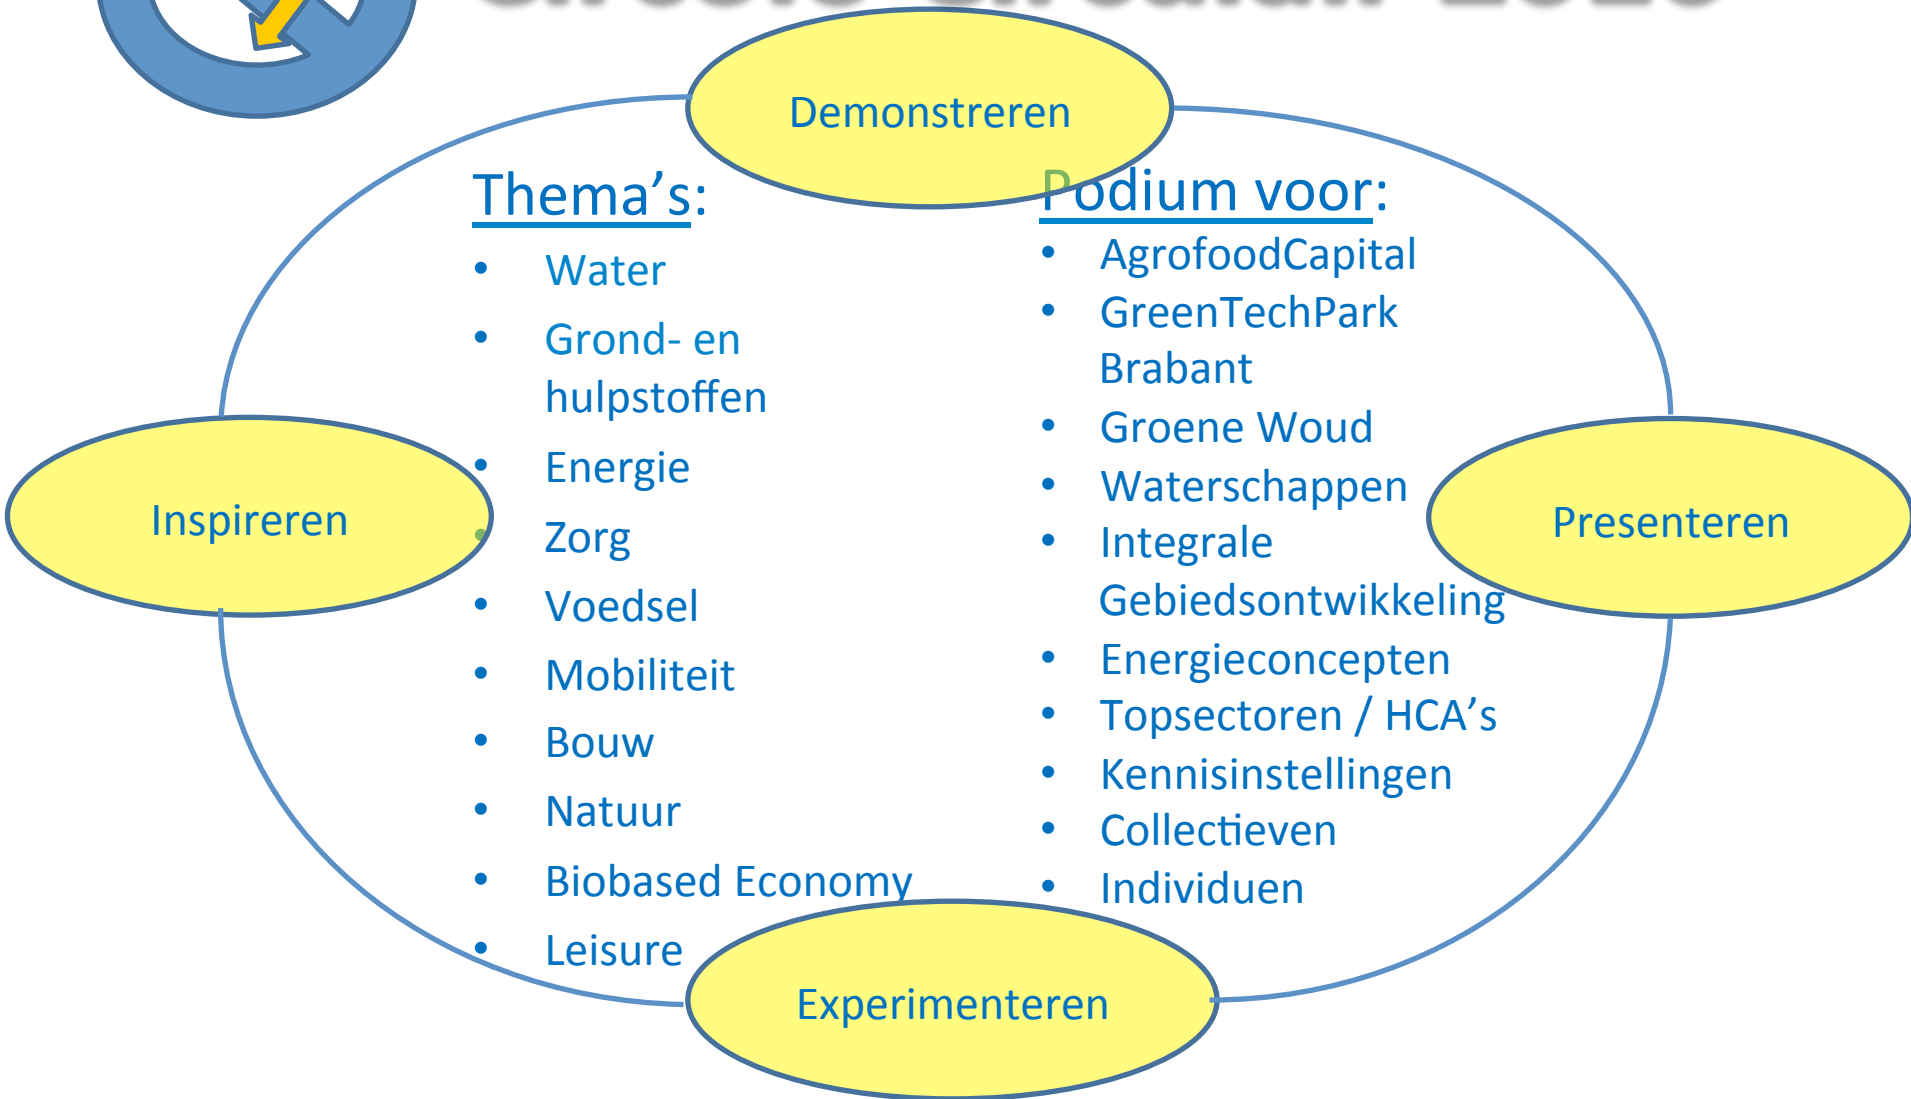 Demonstreren
Thema's:
• Water
• Grond- en
hulpstoffen
• Energie
• Zorg
• Voedsel
• Mobiliteit
• Bouw
• Natuur
• Biobased Economy
• Leisure
Podium voor:
• AgrofoodCapital
• GreenTechPark
Brabant
• Groene Woud
• Waterschappen
• Integrale
Gebiedsontwikkeling
• Energieconcepten
• Topsectoren / HCA's
• Kennisinstellingen
• Collectieven
• Individuen
Inspireren
Presenteren
Experimenteren